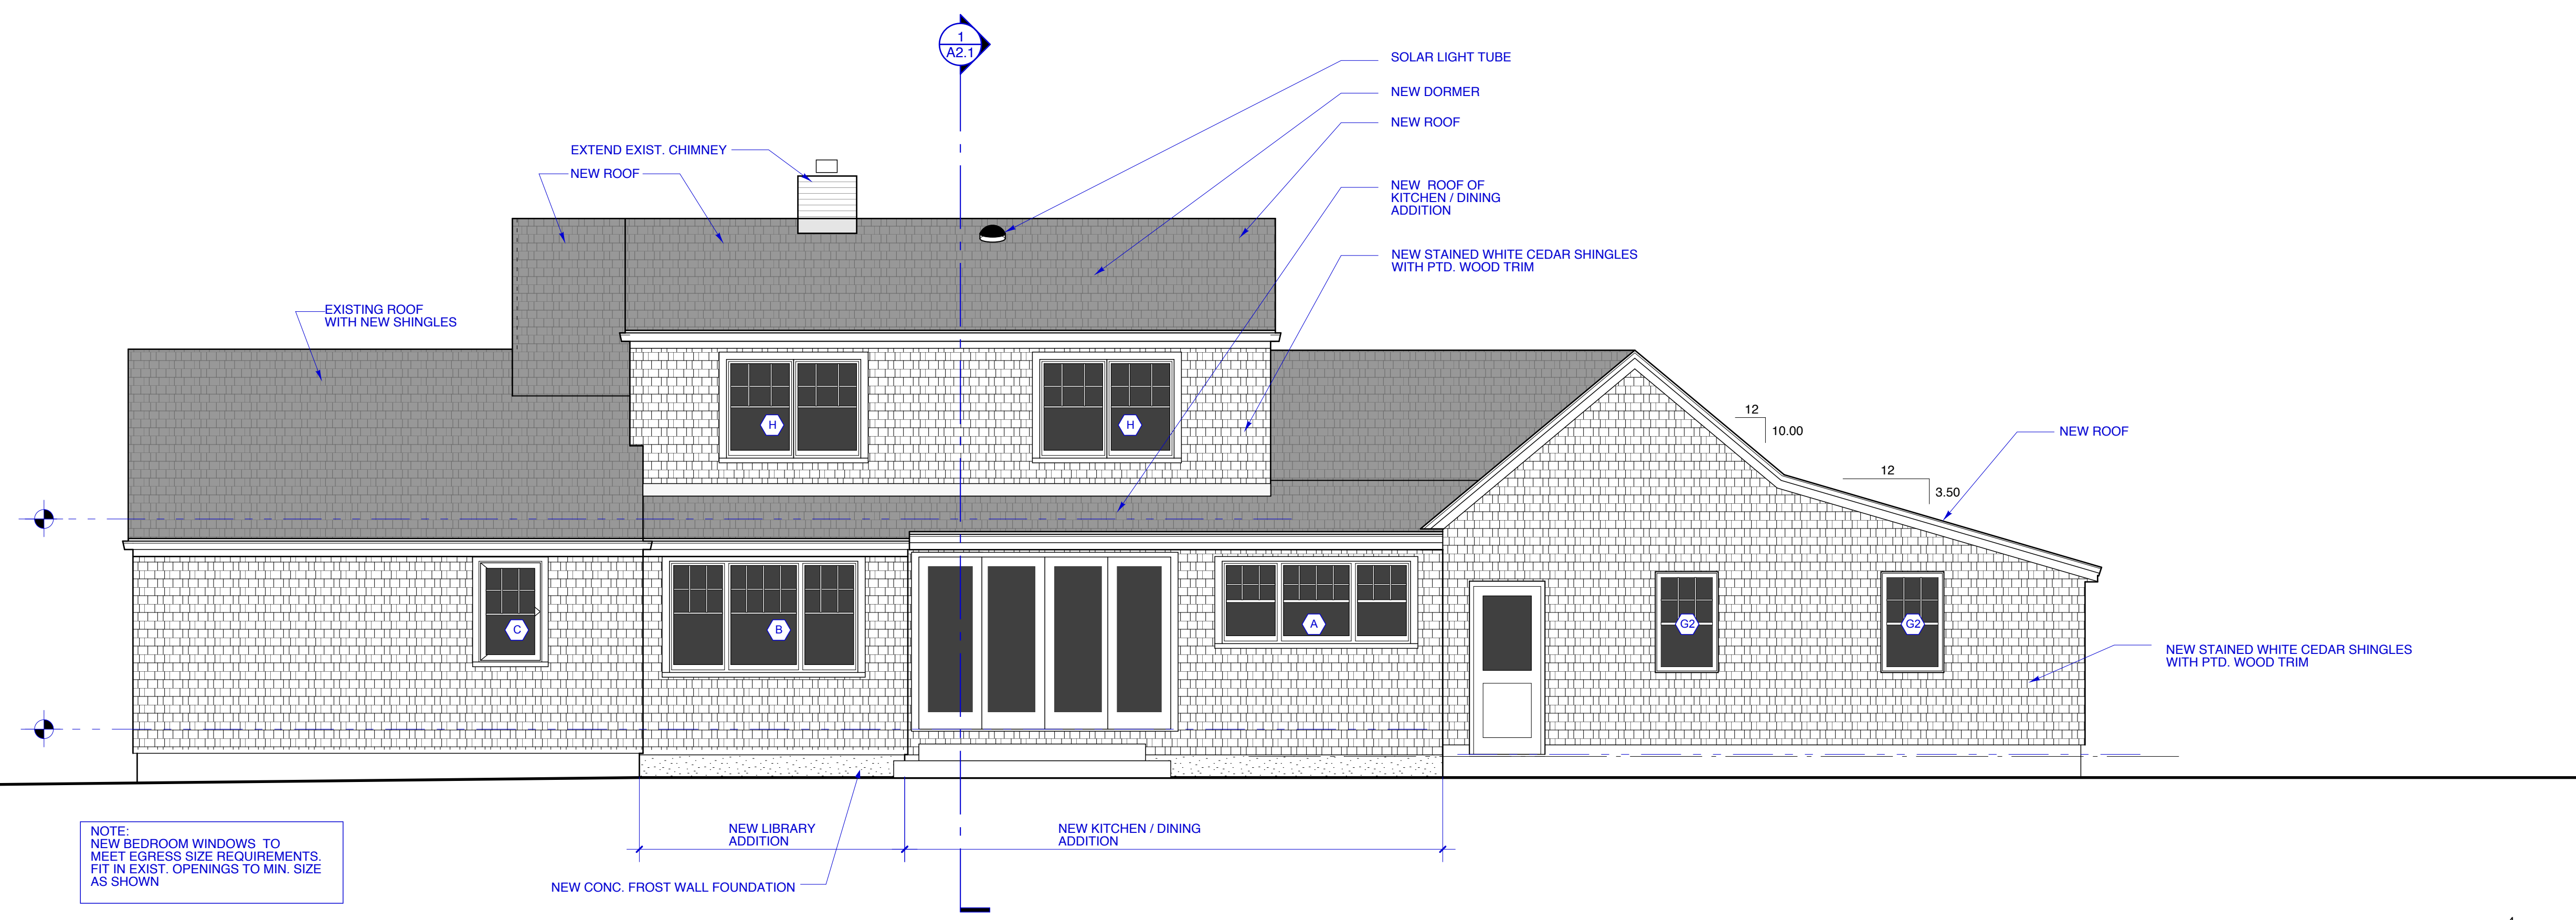 1
A2.1
SOLAR LIGHT TUBE
NEW DORMER
NEW ROOF
EXTEND EXIST. CHIMNEY
NEW ROOF
NEW ROOF OF
KITCHEN / DINING
ADDITION
NEW STAINED WHITE CEDAR SHINGLES
WITH PTD. WOOD TRIM
EXISTING ROOF
WITH NEW SHINGLES
H
H
12
10.00
NEW ROOF
12
3.50
C
B
A
G2
G2
NEW STAINED WHITE CEDAR SHINGLES
WITH PTD. WOOD TRIM
NEW LIBRARY
ADDITION
NEW KITCHEN / DINING
ADDITION
NEW CONC. FROST WALL FOUNDATION
NOTE:
NEW BEDROOM WINDOWS TO
MEET EGRESS SIZE REQUIREMENTS.
FIT IN EXIST. OPENINGS TO MIN. SIZE
AS SHOWN